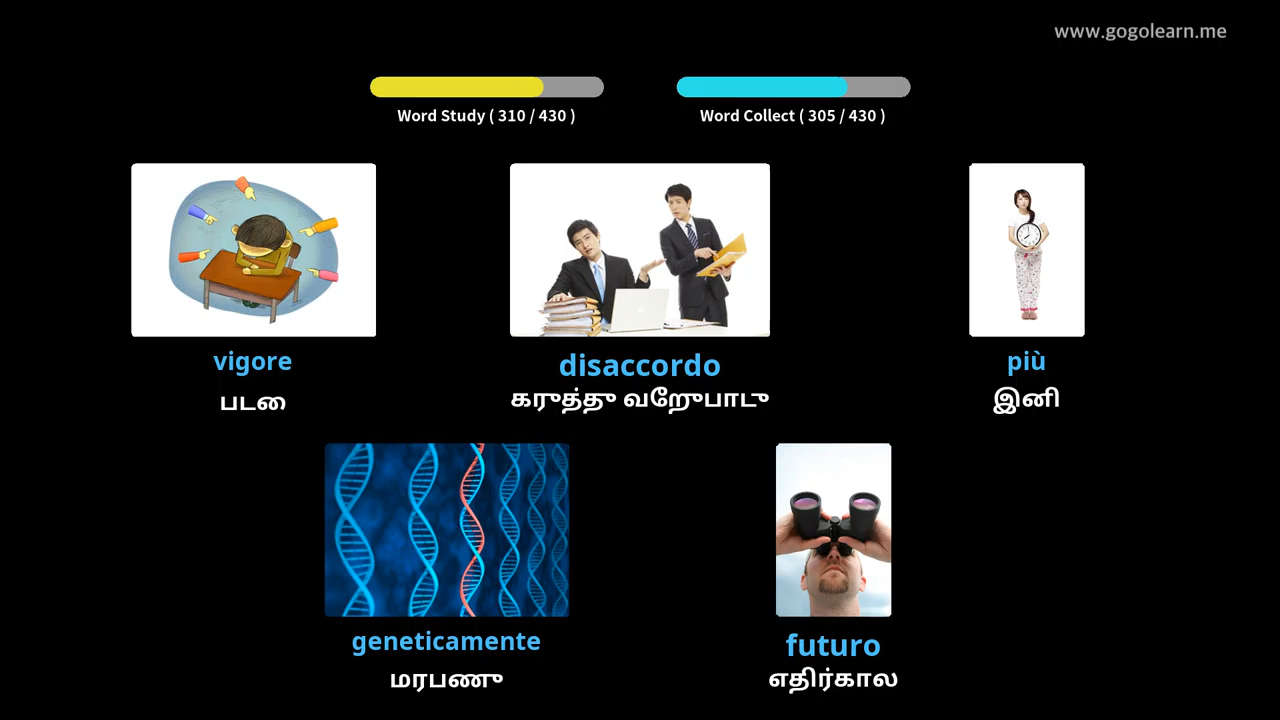 www.gogolearn.me
Word Study ( 310 / 430 )
Word Collect ( 305 / 430 )
vigore
படை
disaccordo
கருத்து வேறுபாடு
più
இனி
geneticamente
மரபணு
futuro
எதிர்கால